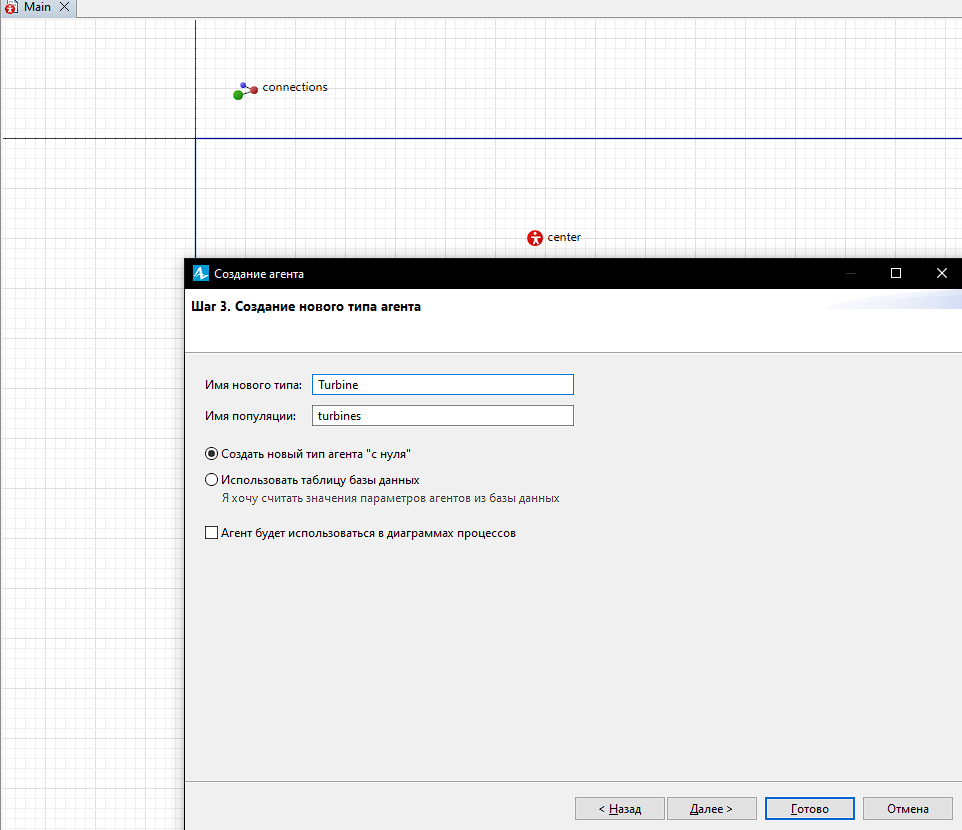 Main
connections
center
Создание агента
Шаг 3. Создание нового типа агента
Имя нового типа: Turbine
Имя популяции: turbines
Создать новый тип агента "с нуля"
Использовать таблицу базы данных
Я хочу считать значения параметров агентов из базы данных
Агент будет использоваться в диаграммах процессов
< Назад Далее > Готово Отмена